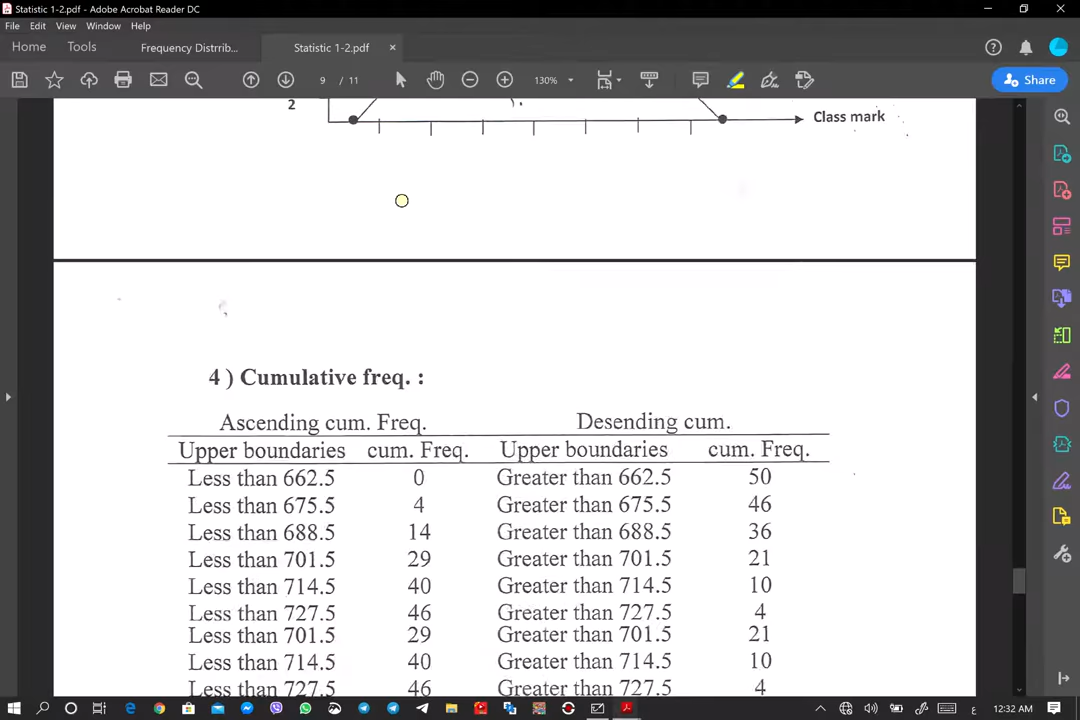 Statistic 1-2.pdf - Adobe Acrobat Reader DC
File Edit View Window Help
Home Tools Frequency Distrib... Statistic 1-2.pdf ×
9 / 11 130% Share
2
١٠
Class mark
4 ) Cumulative freq. :
Ascending cum. Freq. Desending cum.
Upper boundaries cum. Freq. Upper boundaries cum. Freq.
Less than 662.5 0 Greater than 662.5 50
Less than 675.5 4 Greater than 675.5 46
Less than 688.5 14 Greater than 688.5 36
Less than 701.5 29 Greater than 701.5 21
Less than 714.5 40 Greater than 714.5 10
Less than 727.5 46 Greater than 727.5 4
Less than 701.5 29 Greater than 701.5 21
Less than 714.5 40 Greater than 714.5 10
Less than 727.5 46 Greater than 727.5 4
ع 12:32 AM